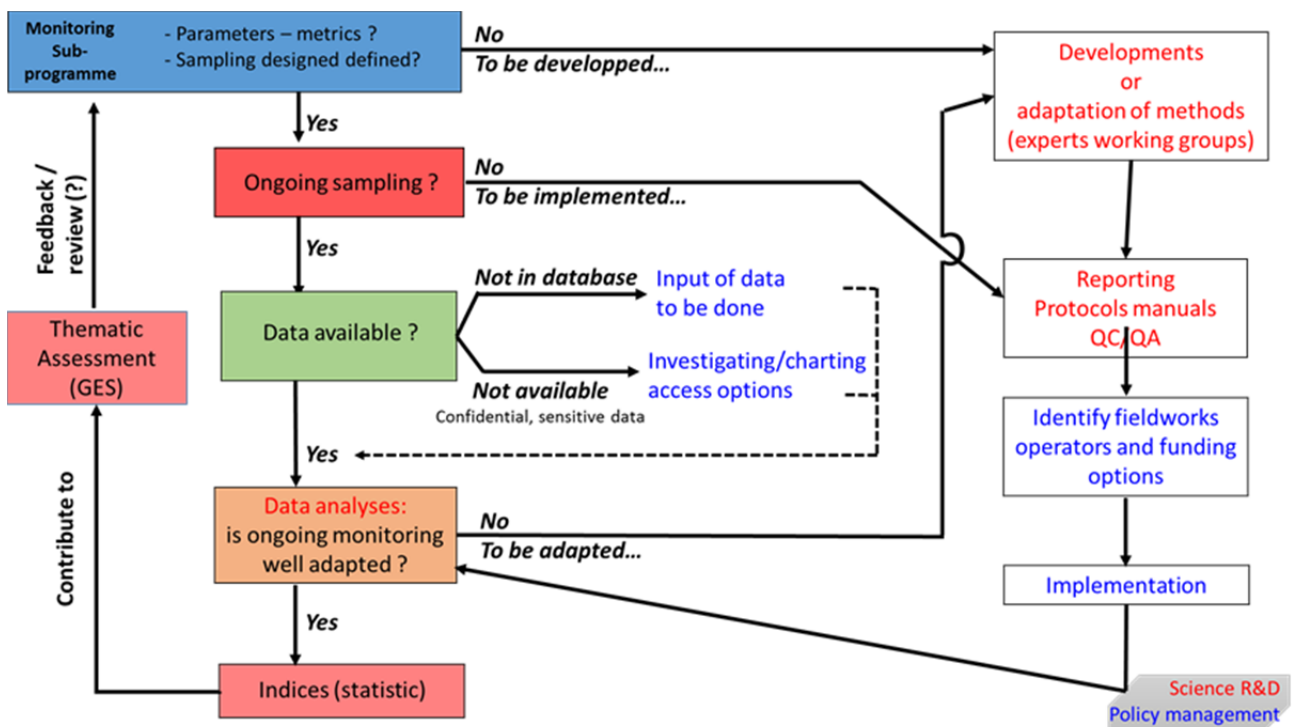 Monitoring
Sub-
programme
- Parameters – metrics ?
- Sampling designed defined?
No
To be developped...
Developments
or
adaptation of methods
(experts working groups)
Yes
Ongoing sampling ?
No
To be implemented...
Feedback /
review (?)
Yes
Not in database
Input of data
to be done
Reporting
Protocols manuals
QC/QA
Data available ?
Thematic
Assessment
(GES)
Investigating/charting
access options
Not available
Confidential, sensitive data
Identify fieldworks
operators and funding
options
Yes
Data analyses:
is ongoing monitoring
well adapted ?
No
To be adapted...
Contribute to
Implementation
Yes
Indices (statistic)
Science R&D
Policy management